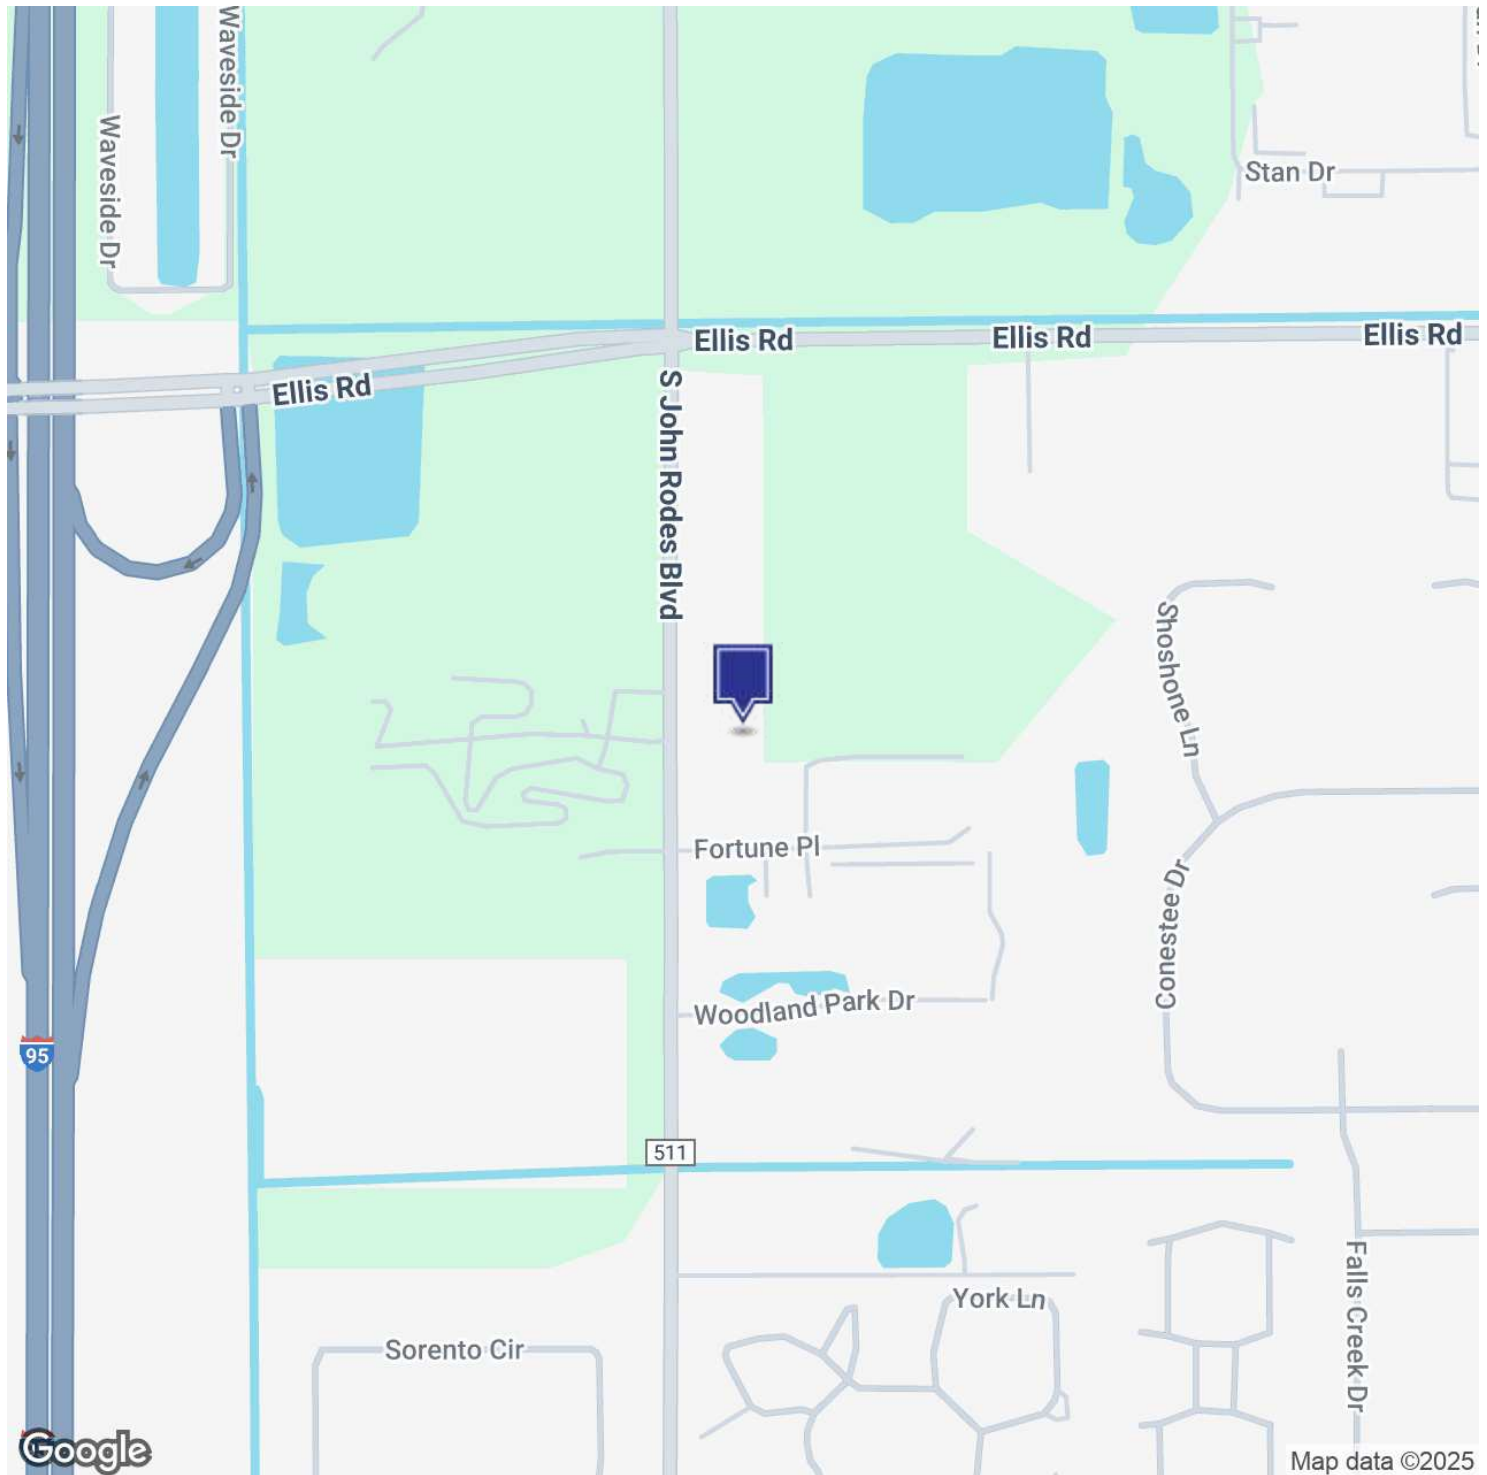 Waveside Dr
Waveside Dr
Stan Dr
Ellis Rd
Ellis Rd
Ellis Rd
Ellis Rd
S John Rodes Blvd
Shoshone Ln
Fortune Pl
Conestee Dr
Woodland Park Dr
95
511
York Ln
Falls Creek Dr
Sorento Cir
Google
Map data ©2025